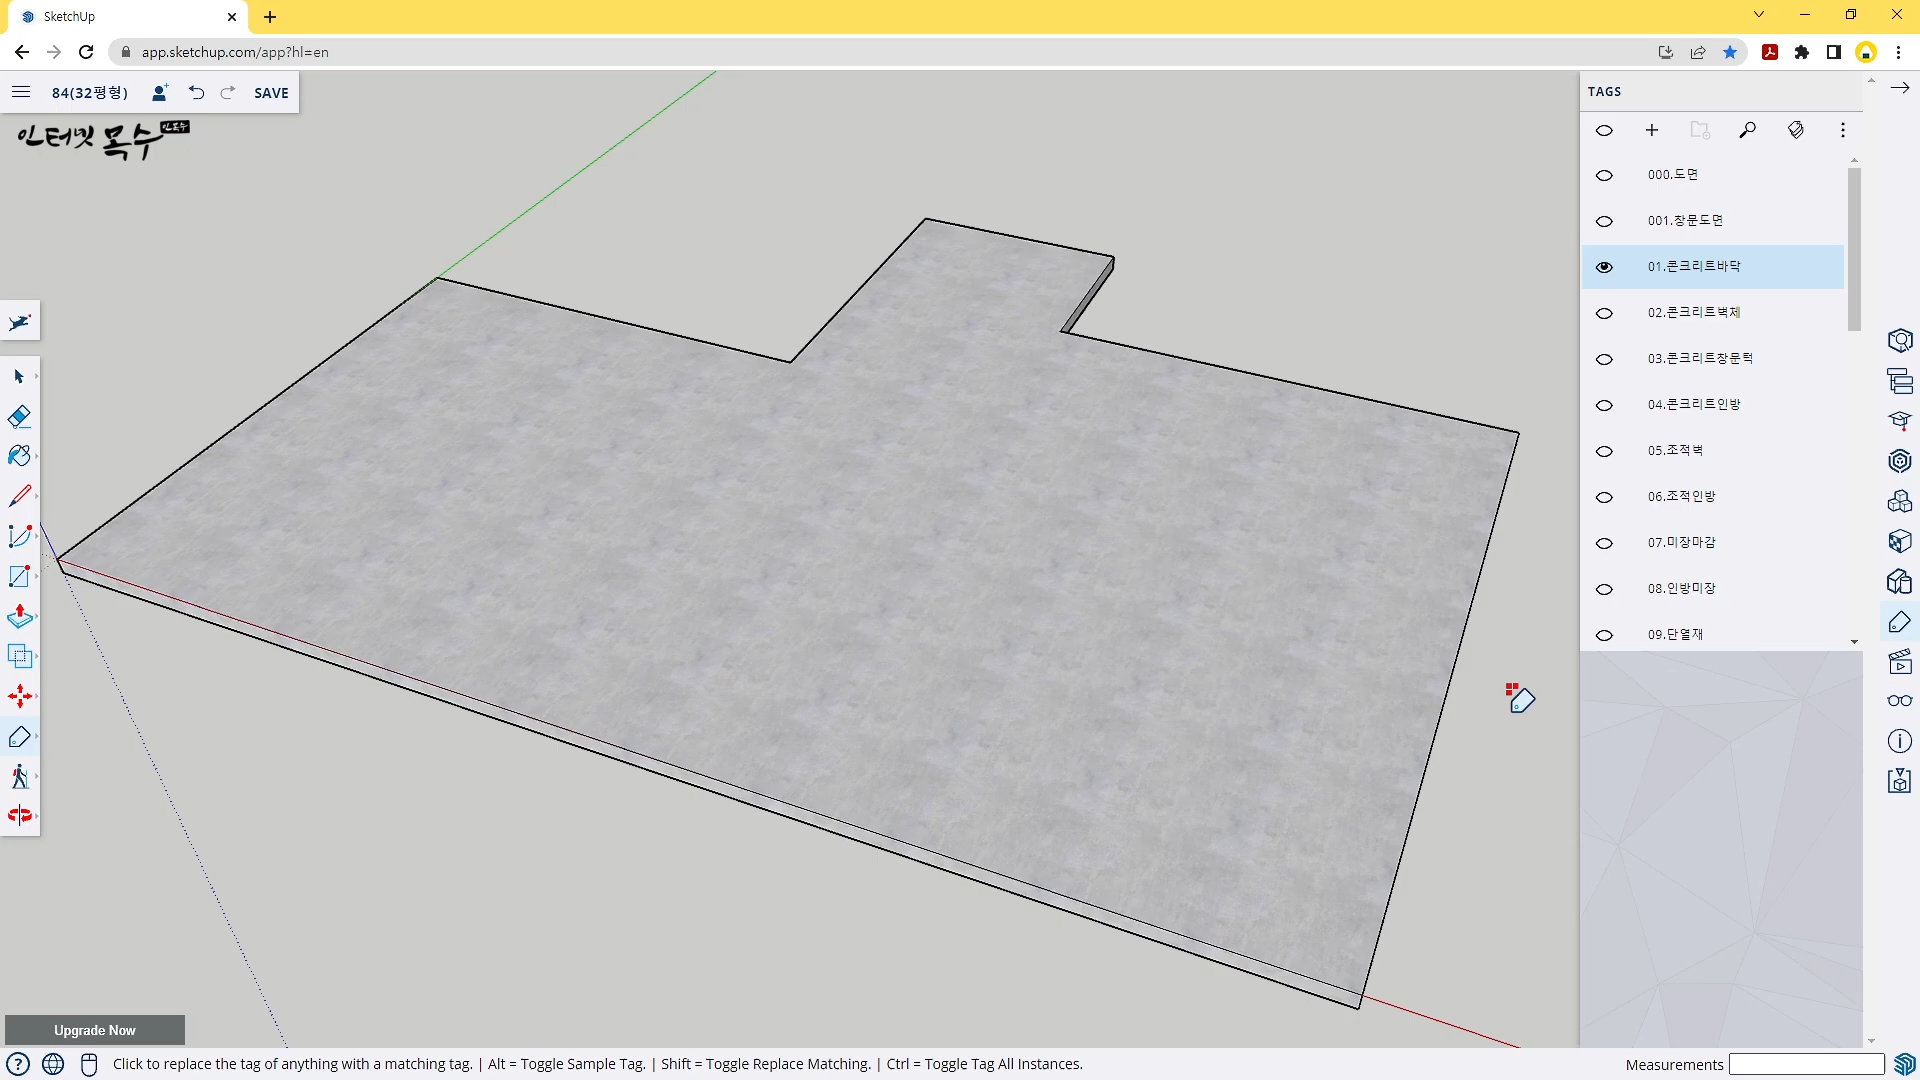 SketchUp
app.sketchup.com/app?hl=en
84(32평형)
SAVE
인터넷 목수
인목수
TAGS
000.도면
001.창문도면
01.콘크리트바닥
02.콘크리트벽체
03.콘크리트창문턱
04.콘크리트인방
05.조적벽
06.조적인방
07.미장마감
08.인방미장
09.단열재
Upgrade Now
Click to replace the tag of anything with a matching tag. | Alt = Toggle Sample Tag. | Shift = Toggle Replace Matching. | Ctrl = Toggle Tag All Instances.
Measurements